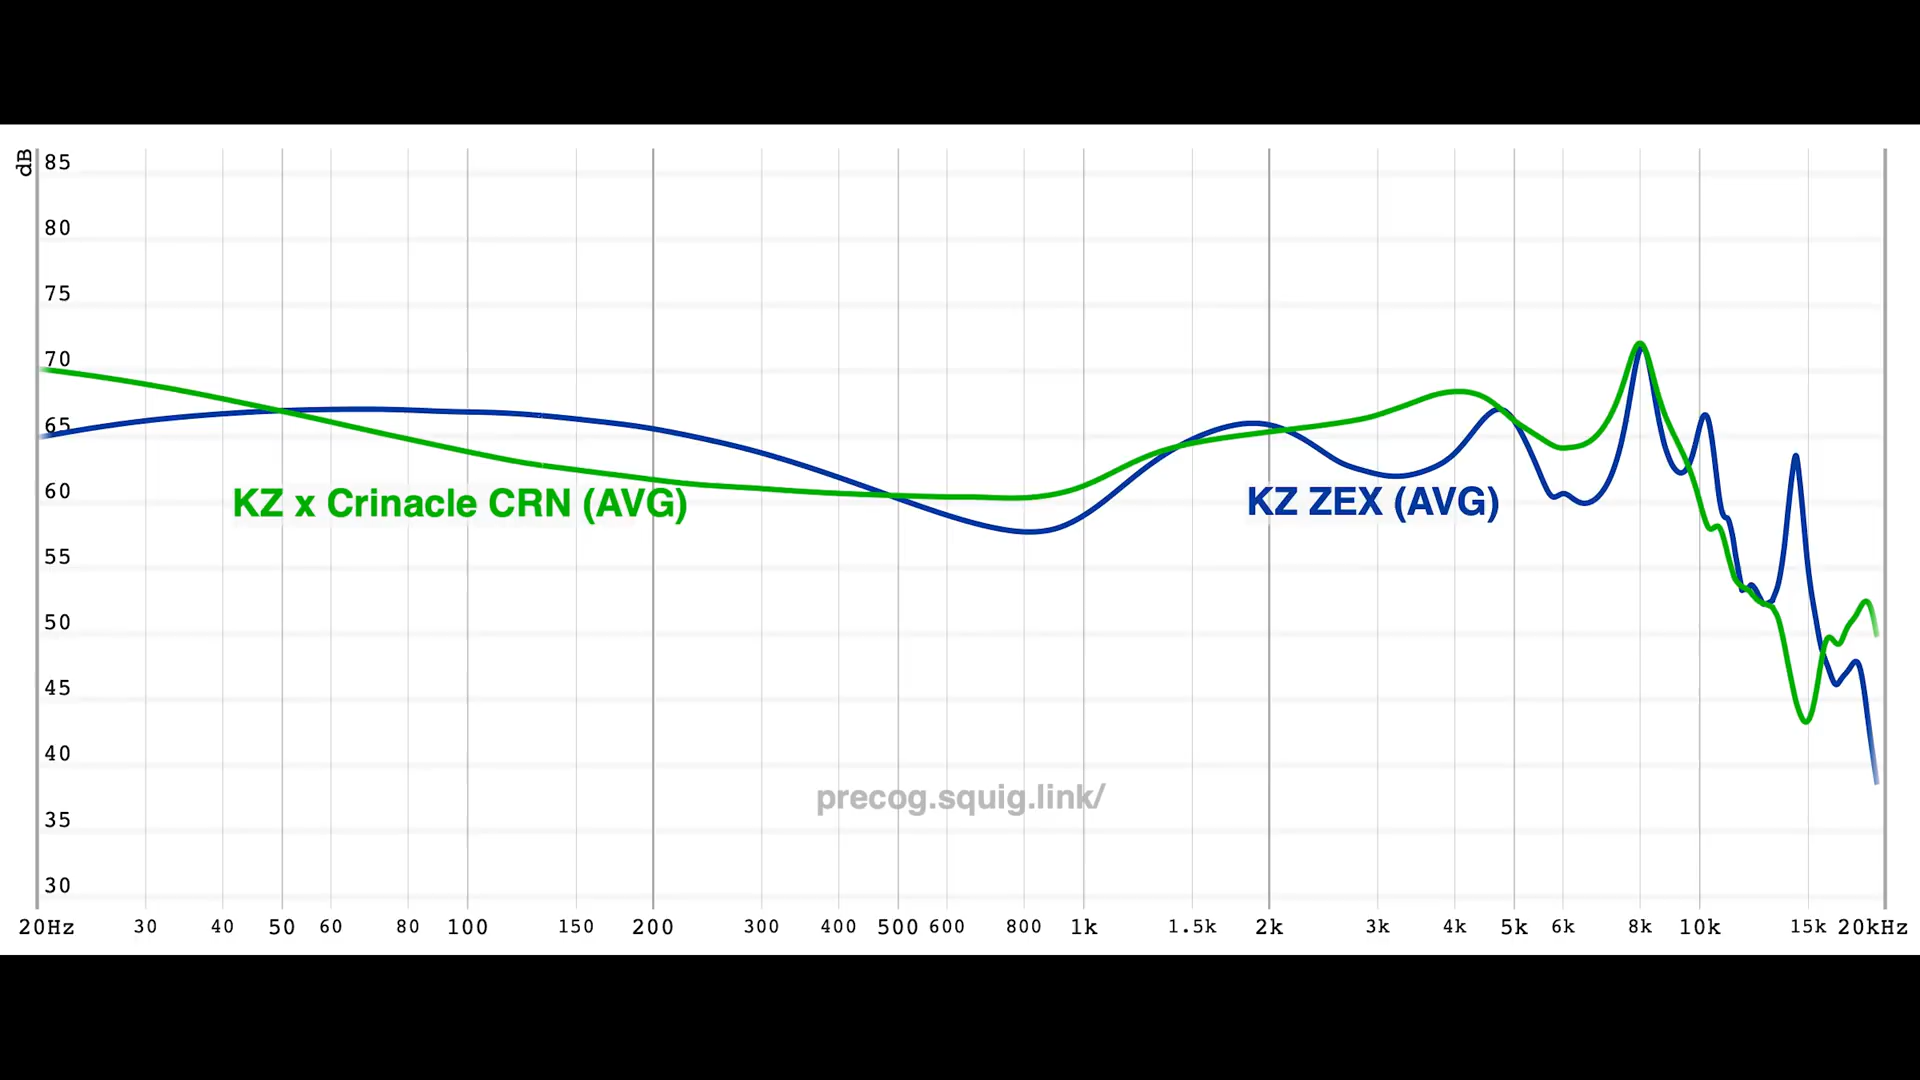 dB
85
80
75
70
65
60
55
50
45
40
35
30
KZ x Crinacle CRN (AVG)
KZ ZEX (AVG)
precog.squig.link/
20Hz 30 40 50 60 80 100 150 200 300 400 500 600 800 1k 1.5k 2k 3k 4k 5k 6k 8k 10k 15k 20kHz